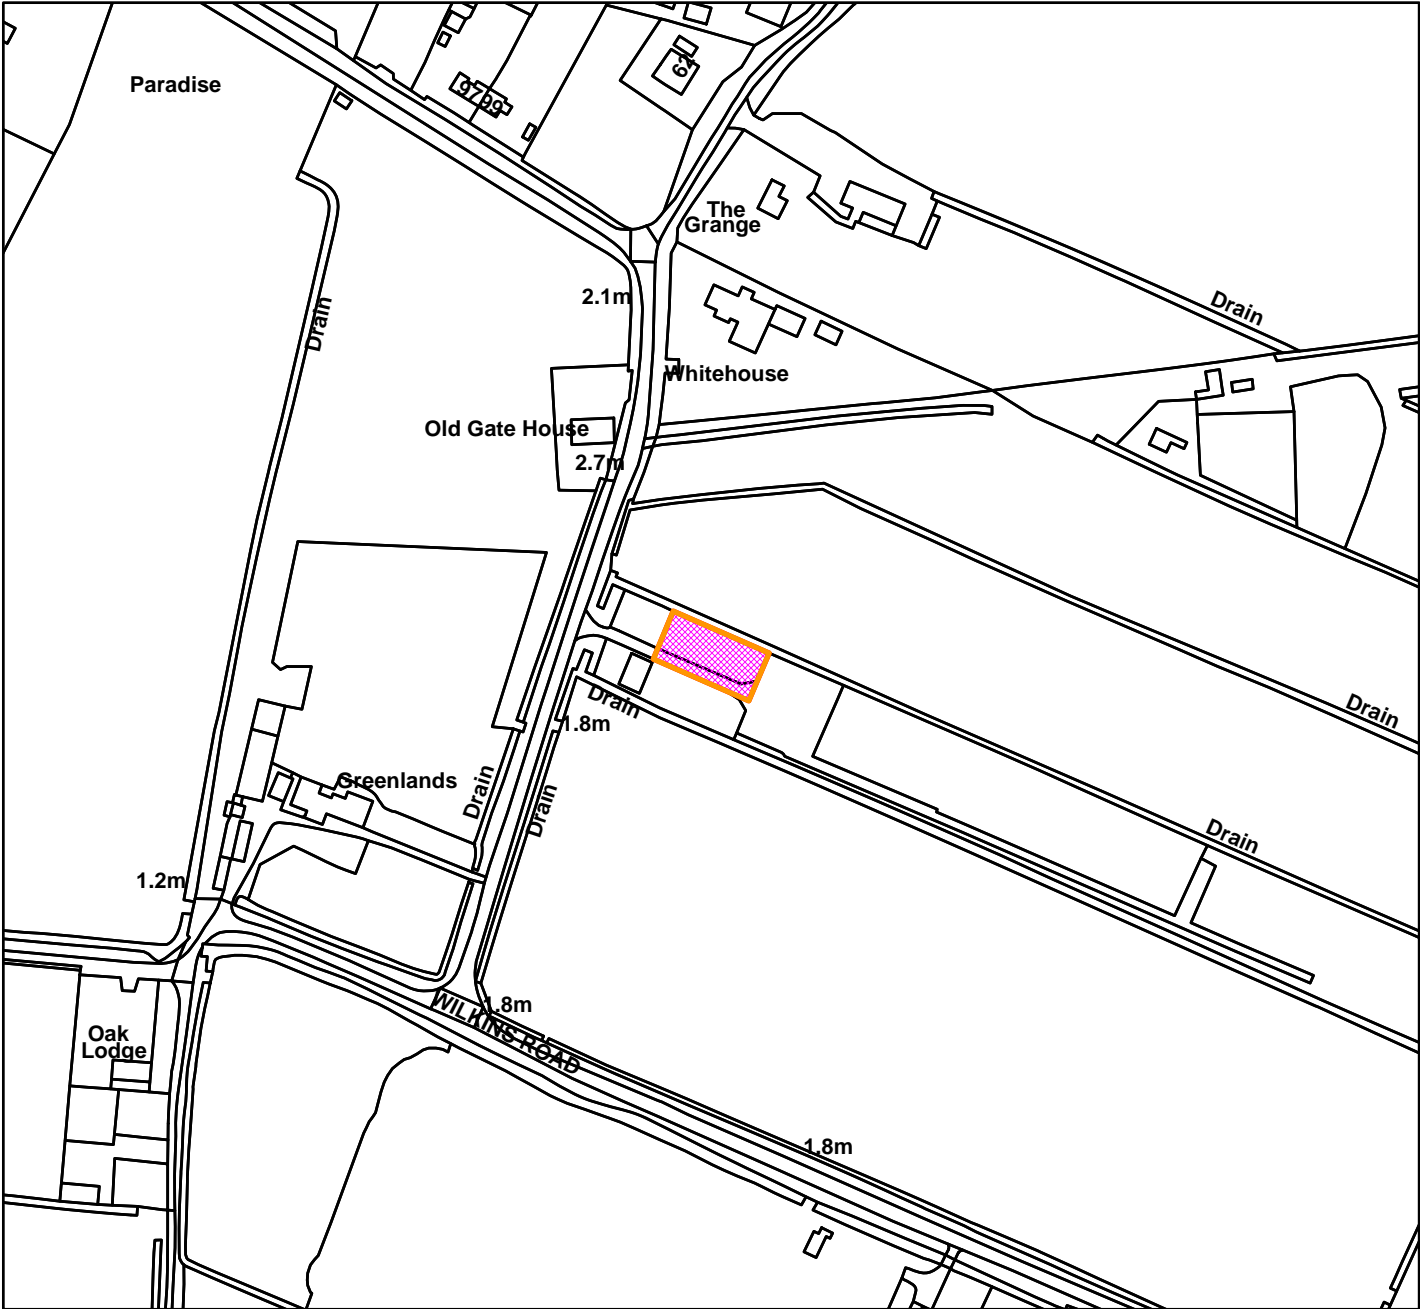 Paradise
62
97
99
The
Grange
2.1m
Drain
Drain
Whitehouse
Old Gate House
2.7m
Drain
Drain
1.8m
Greenlands
Drain
Drain
Drain
1.2m
1.8m
WILKINS ROAD
Oak
Lodge
1.8m